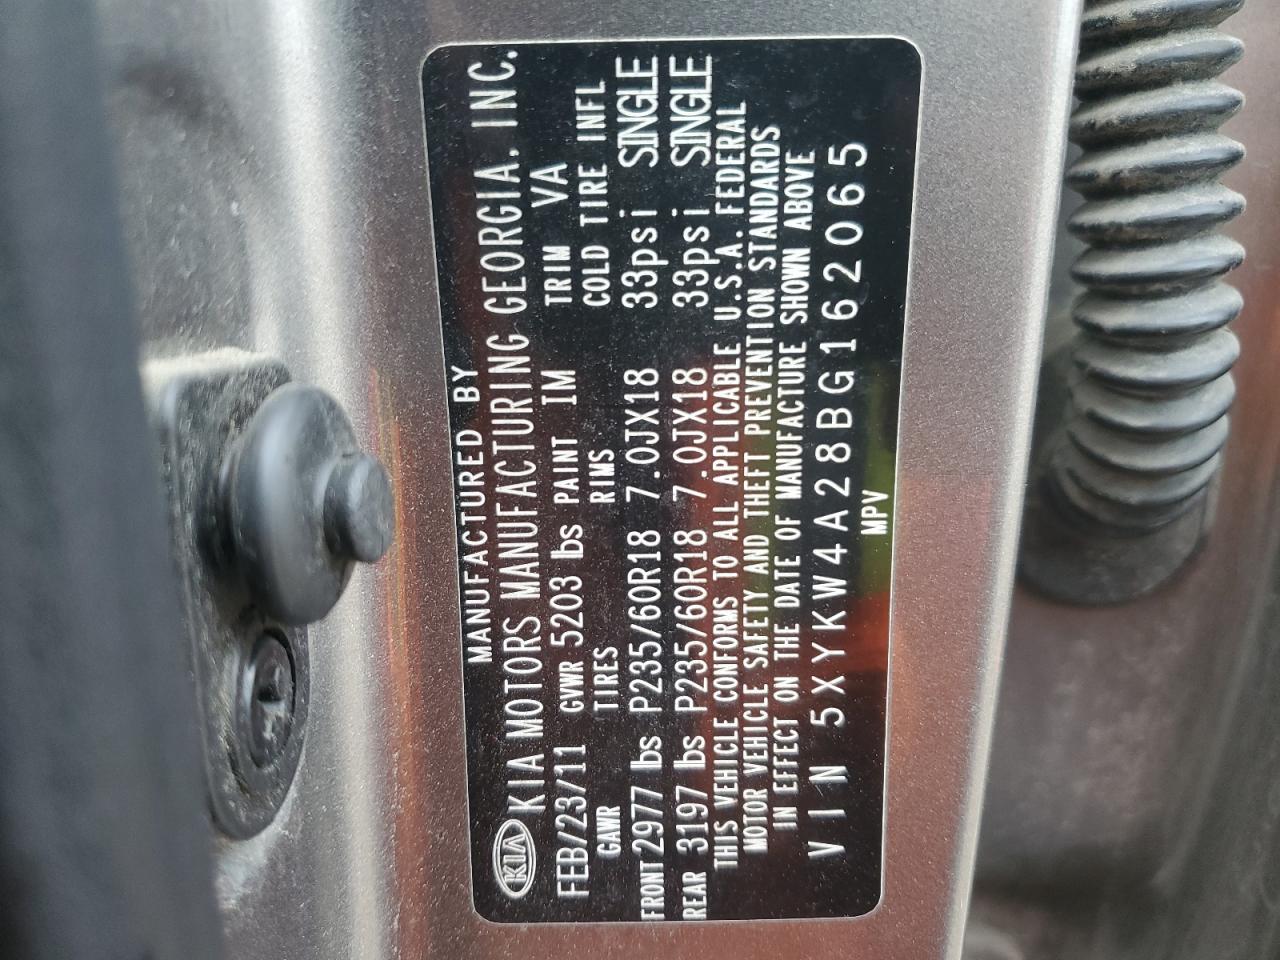 MANUFACTURED BY
KIA KIA MOTORS MANUFACTURING GEORGIA. INC.
FEB/23/11 GVWR 5203 lbs PAINT IM TRIM VA
GAWR TIRES RIMS COLD TIRE INFL
FRONT 2977 lbs P235/60R18 7.0JX18 33psi SINGLE
REAR 3197 lbs P235/60R18 7.0JX18 33psi SINGLE
THIS VEHICLE CONFORMS TO ALL APPLICABLE U.S.A. FEDERAL
MOTOR VEHICLE SAFETY AND THEFT PREVENTION STANDARDS
IN EFFECT ON THE DATE OF MANUFACTURE SHOWN ABOVE
VIN 5XYKW4A28BG162065
MPV